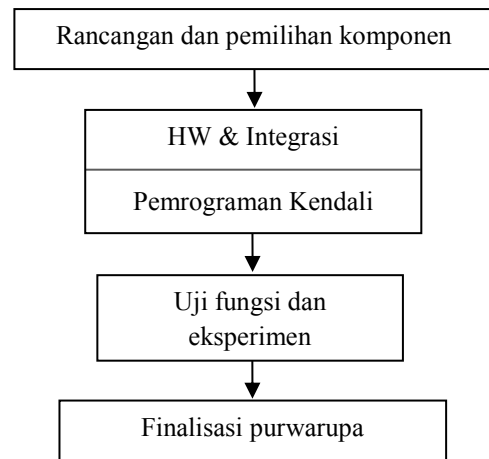 Rancangan dan pemilihan komponen
HW & Integrasi
Pemrograman Kendali
Uji fungsi dan
eksperimen
Finalisasi purwarupa